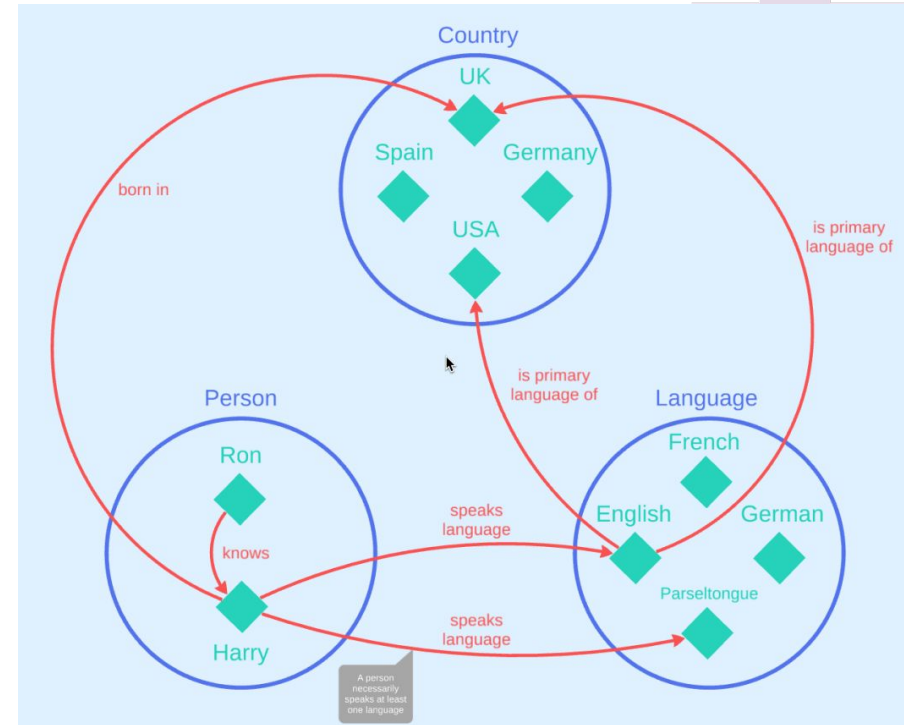 Country
UK
Spain
Germany
USA
born in
is primary
language of
is primary
language of
Person
Language
Ron
French
English
German
speaks
language
knows
Parseltongue
speaks
language
Harry
A person
necessarily
speaks at least
one language